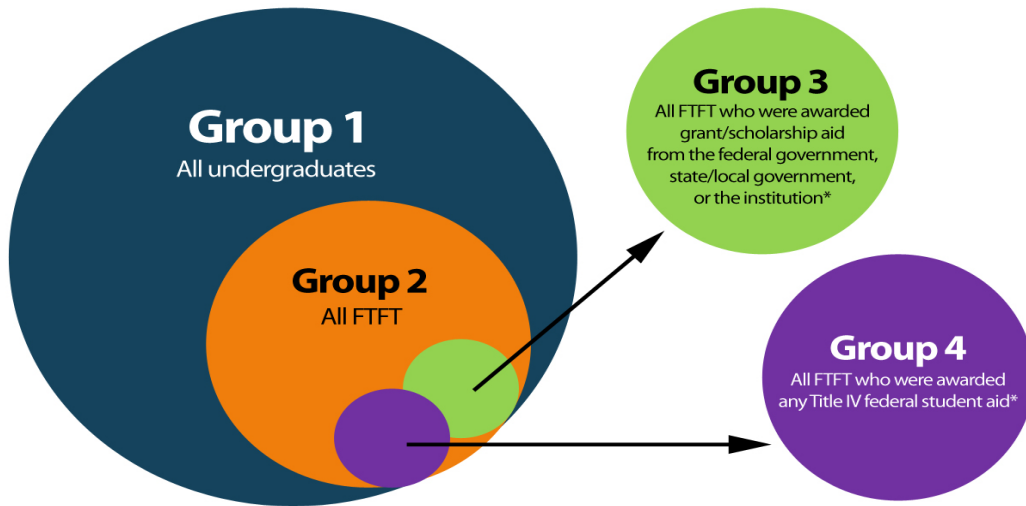 Group 1
All undergraduates
Group 2
All FTFT
Group 3
All FTFT who were awarded
grant/scholarship aid
from the federal government,
state/local government,
or the institution*
Group 4
All FTFT who were awarded
any Title IV federal student aid*